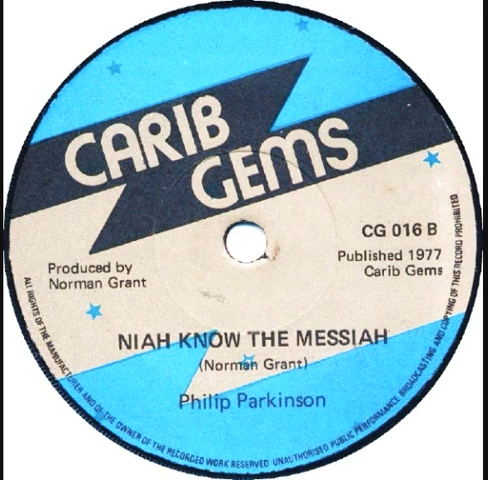 CARIB
GEMS
CG 016 B
Published 1977
Carib Gems
Produced by
Norman Grant
NIAH KNOW THE MESSIAH
(Norman Grant)
Philip Parkinson
ALL RIGHTS OF THE MANUFACTURER AND OF THE OWNER OF THE RECORDED WORK RESERVED UNAUTHORISED PUBLIC PERFORMANCE BROADCASTING AND COPYING OF THIS RECORD PROHIBITED